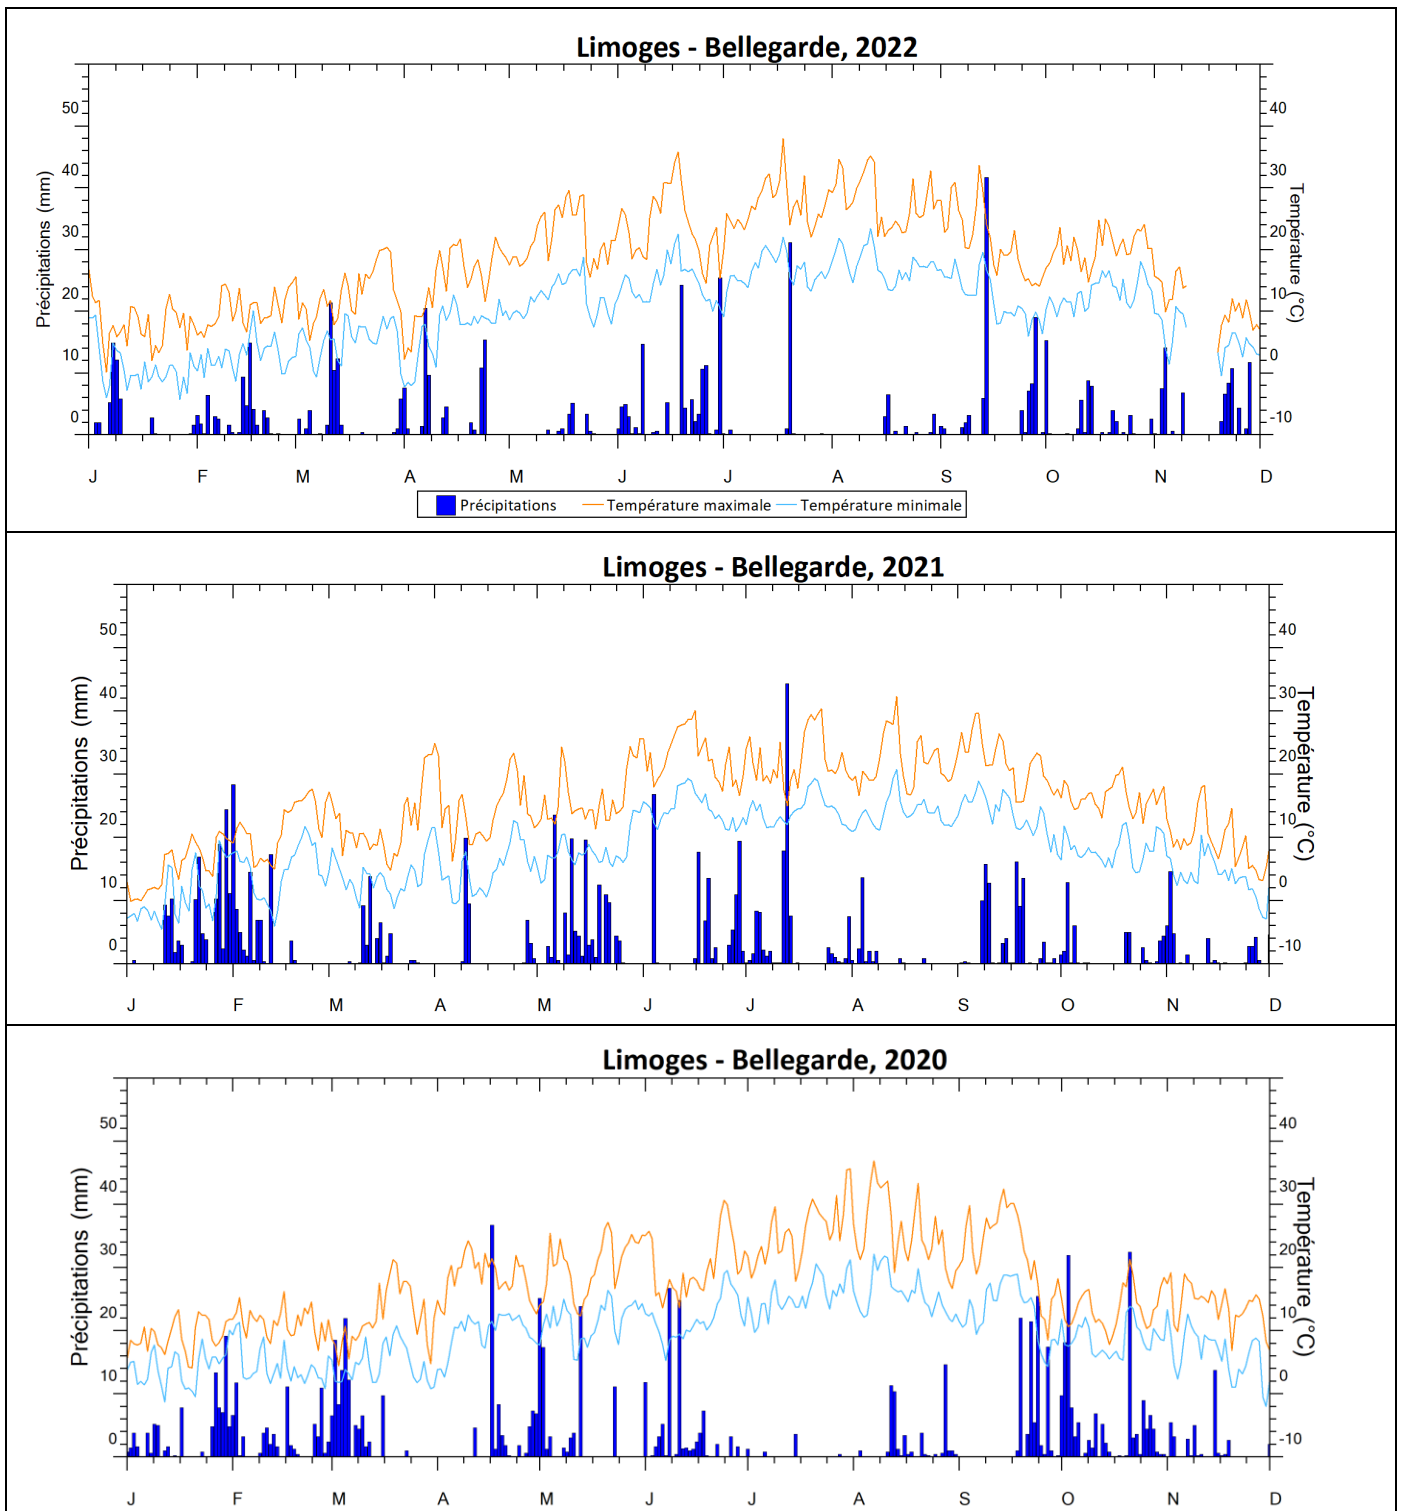 Limoges - Bellegarde, 2022
Précipitations (mm)
50
40
30
20
10
0
40
30
20
10
0
-10
Température (°C)
J F M A M J J A S O N D
Précipitations Température maximale Température minimale
Limoges - Bellegarde, 2021
Précipitations (mm)
50
40
30
20
10
0
40
30
20
10
0
-10
Température (°C)
J F M A M J J A S O N D
Limoges - Bellegarde, 2020
Précipitations (mm)
50
40
30
20
10
0
40
30
20
10
0
-10
Température (°C)
J F M A M J J A S O N D